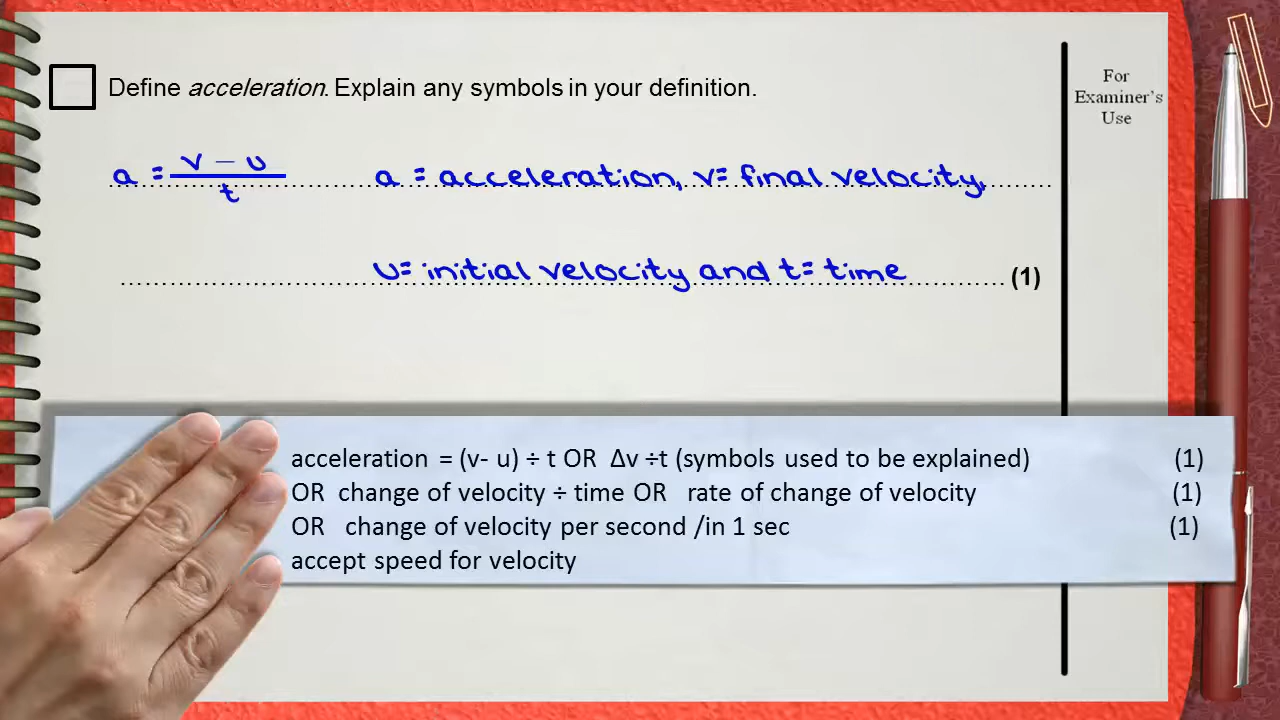 Define acceleration. Explain any symbols in your definition.
For
Examiner's
Use
a = v – u / t    a = acceleration, v= final velocity,
u= initial velocity and t= time (1)
acceleration = (v- u) ÷ t OR Δv ÷t (symbols used to be explained) (1)
OR change of velocity ÷ time OR rate of change of velocity (1)
OR change of velocity per second /in 1 sec (1)
accept speed for velocity